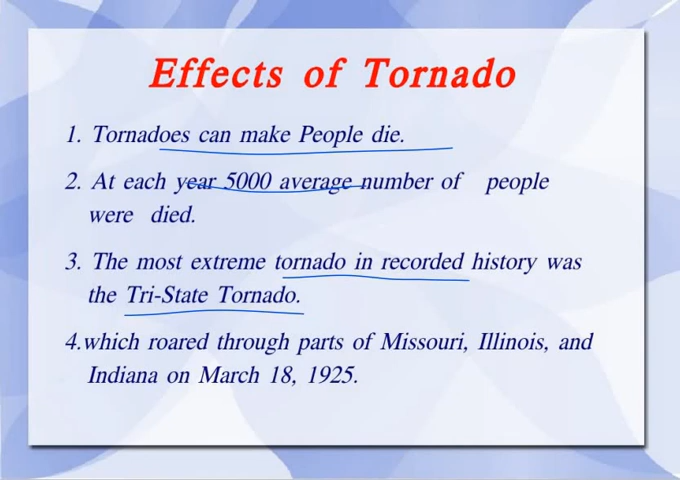 Effects of Tornado
1. Tornadoes can make People die.
2. At each year 5000 average number of people
were died.
3. The most extreme tornado in recorded history was
the Tri-State Tornado.
4.which roared through parts of Missouri, Illinois, and
Indiana on March 18, 1925.